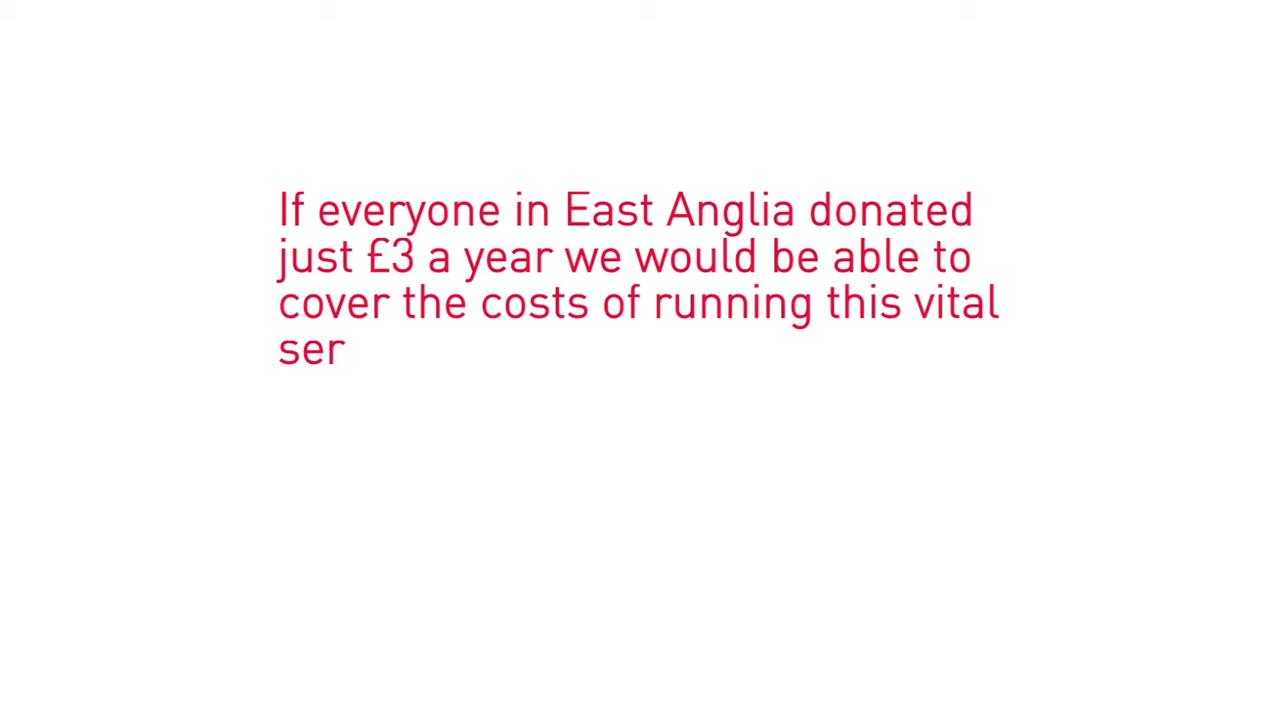 If everyone in East Anglia donated
just £3 a year we would be able to
cover the costs of running this vital
ser